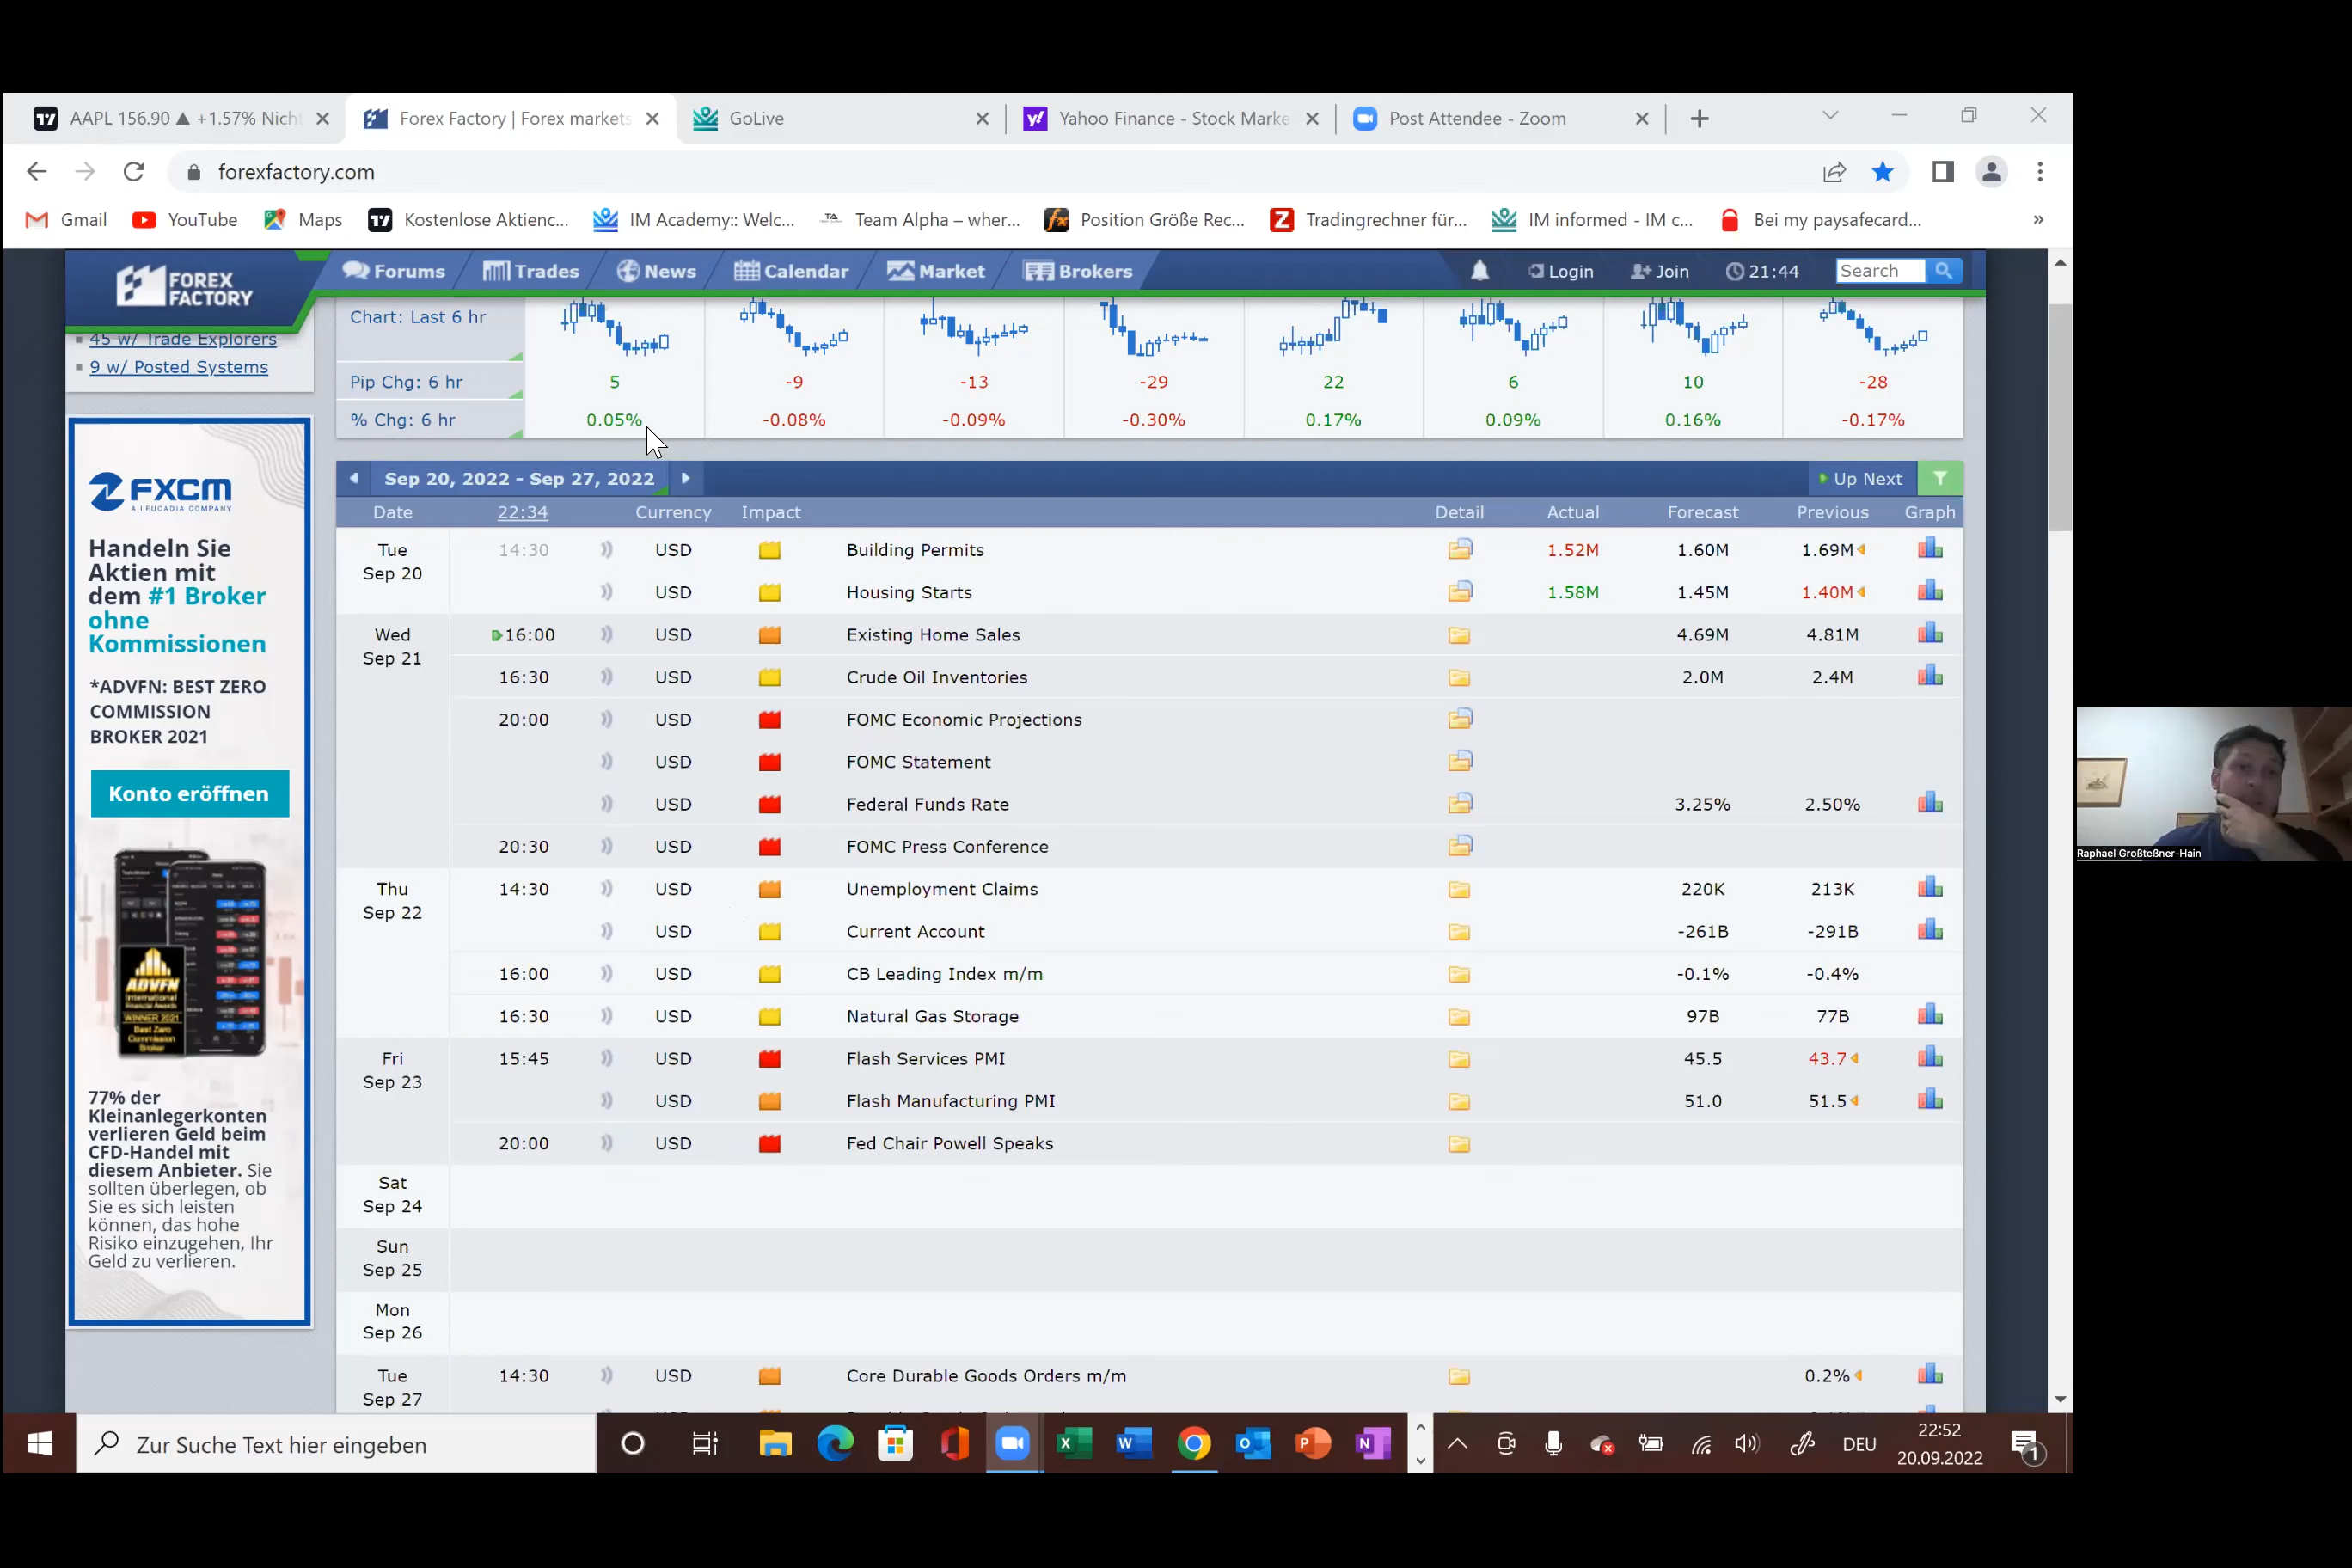 AAPL 156.90 ▲ +1.57% Nicht
Forex Factory | Forex markets
GoLive
Yahoo Finance - Stock Marke
Post Attendee - Zoom
forexfactory.com
Gmail
YouTube
Maps
Kostenlose Aktienc...
IM Academy:: Welc...
Team Alpha – wher...
Position Größe Rec...
Tradingrechner für...
IM informed - IM c...
Bei my paysafecard...
»
FOREX
FACTORY
Forums
Trades
News
Calendar
Market
Brokers
Login
Join
21:44
Search
45 w/ Trade Explorers
9 w/ Posted Systems
Chart: Last 6 hr
Pip Chg: 6 hr 5 -9 -13 -29 22 6 10 -28
% Chg: 6 hr 0.05% -0.08% -0.09% -0.30% 0.17% 0.09% 0.16% -0.17%
FXCM
A LEUCADIA COMPANY
Handeln Sie
Aktien mit
dem #1 Broker
ohne
Kommissionen
*ADVFN: BEST ZERO
COMMISSION
BROKER 2021
Konto eröffnen
ADVFN
International
Financial Awards
WINNER 2021
Best Zero
Commission
Broker
77% der
Kleinanlegerkonten
verlieren Geld beim
CFD-Handel mit
diesem Anbieter. Sie
sollten überlegen, ob
Sie es sich leisten
können, das hohe
Risiko einzugehen, Ihr
Geld zu verlieren.
Sep 20, 2022 - Sep 27, 2022
Up Next
Date 22:34 Currency Impact Detail Actual Forecast Previous Graph
Tue
Sep 20
14:30 USD Building Permits 1.52M 1.60M 1.69M
USD Housing Starts 1.58M 1.45M 1.40M
Wed
Sep 21
16:00 USD Existing Home Sales 4.69M 4.81M
16:30 USD Crude Oil Inventories 2.0M 2.4M
20:00 USD FOMC Economic Projections
USD FOMC Statement
USD Federal Funds Rate 3.25% 2.50%
20:30 USD FOMC Press Conference
Thu
Sep 22
14:30 USD Unemployment Claims 220K 213K
USD Current Account -261B -291B
16:00 USD CB Leading Index m/m -0.1% -0.4%
16:30 USD Natural Gas Storage 97B 77B
Fri
Sep 23
15:45 USD Flash Services PMI 45.5 43.7
USD Flash Manufacturing PMI 51.0 51.5
20:00 USD Fed Chair Powell Speaks
Sat
Sep 24
Sun
Sep 25
Mon
Sep 26
Tue
Sep 27
14:30 USD Core Durable Goods Orders m/m 0.2%
Raphael Großteßner-Hain
Zur Suche Text hier eingeben
DEU
22:52
20.09.2022
1